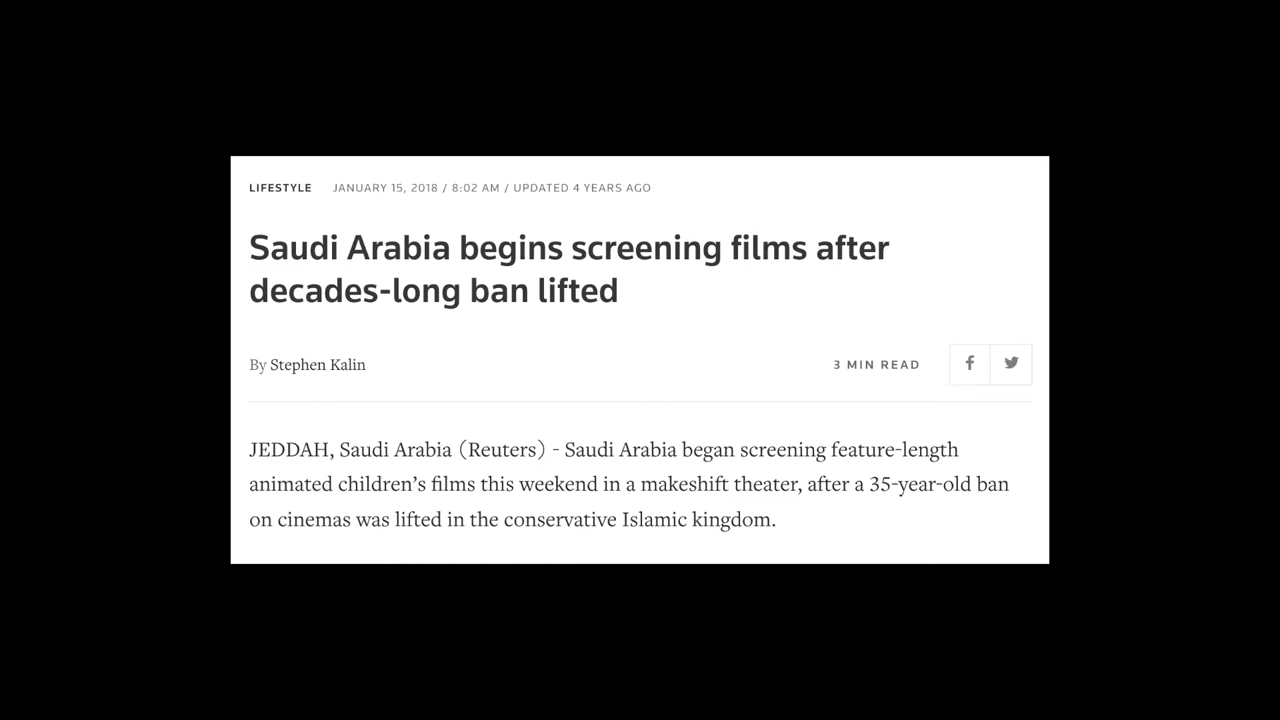 LIFESTYLE JANUARY 15, 2018 / 8:02 AM / UPDATED 4 YEARS AGO
Saudi Arabia begins screening films after
decades-long ban lifted
By Stephen Kalin 3 MIN READ
JEDDAH, Saudi Arabia (Reuters) - Saudi Arabia began screening feature-length
animated children’s films this weekend in a makeshift theater, after a 35-year-old ban
on cinemas was lifted in the conservative Islamic kingdom.